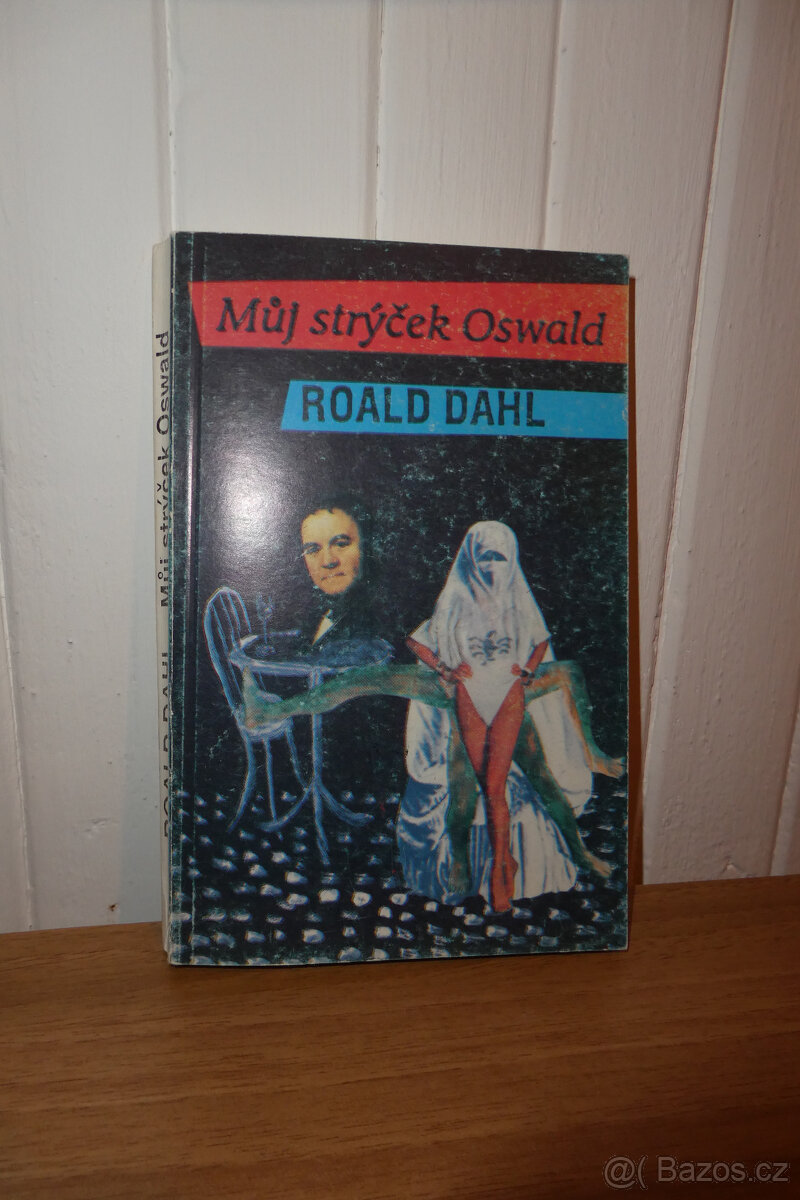 Můj strýček Oswald
ROALD DAHL
ROALD DAHL Můj strýček Oswald
@( Bazos.cz